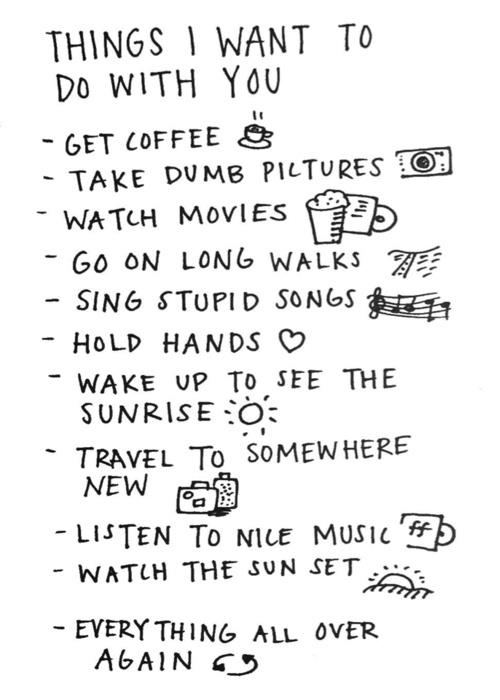 THINGS I WANT TO
DO WITH YOU
- GET COFFEE
- TAKE DUMB PICTURES
- WATCH MOVIES
- GO ON LONG WALKS
- SING STUPID SONGS
- HOLD HANDS ♡
- WAKE UP TO SEE THE
SUNRISE
- TRAVEL TO SOMEWHERE
NEW
- LISTEN TO NICE MUSIC ff
- WATCH THE SUN SET
- EVERYTHING ALL OVER
AGAIN